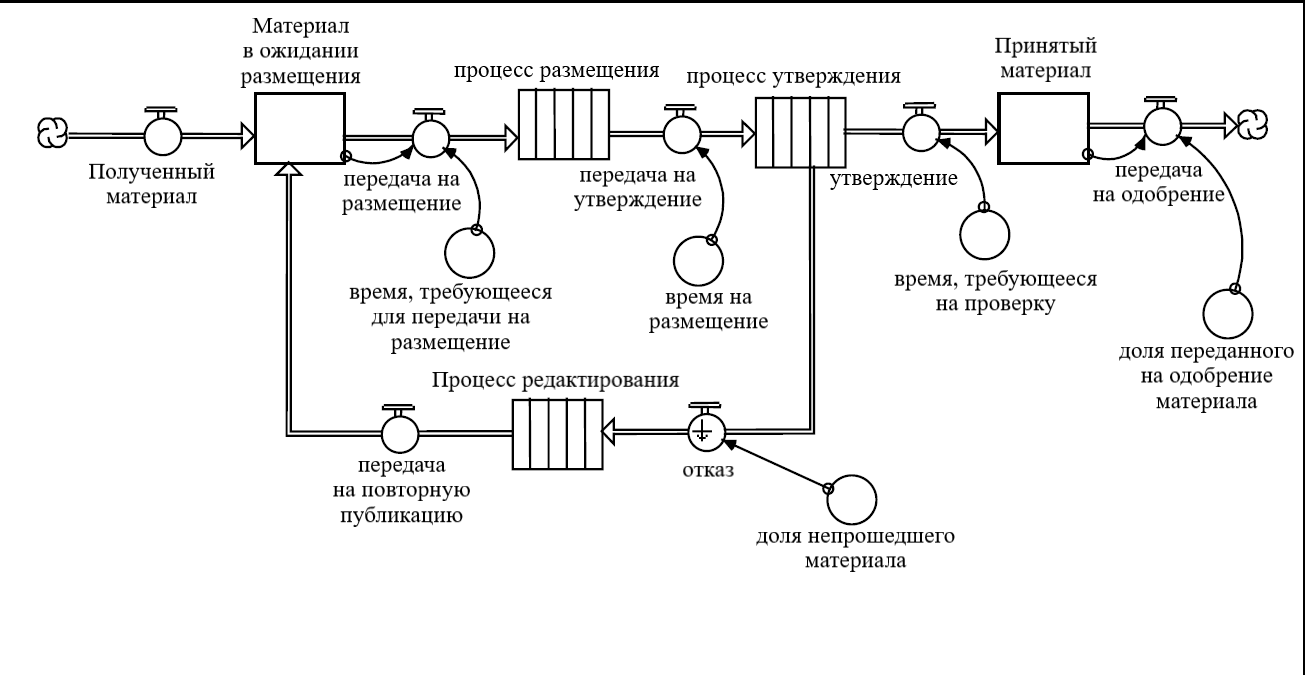 Материал
в ожидании
размещения
процесс размещения
процесс утверждения
Принятый
материал
Полученный
материал
передача на
размещение
передача на
утверждение
утверждение
передача
на одобрение
время, требующееся
для передачи на
размещение
время на
размещение
время, требующееся
на проверку
доля переданного
на одобрение
материала
Процесс редактирования
передача
на повторную
публикацию
отказ
доля непрошедшего
материала